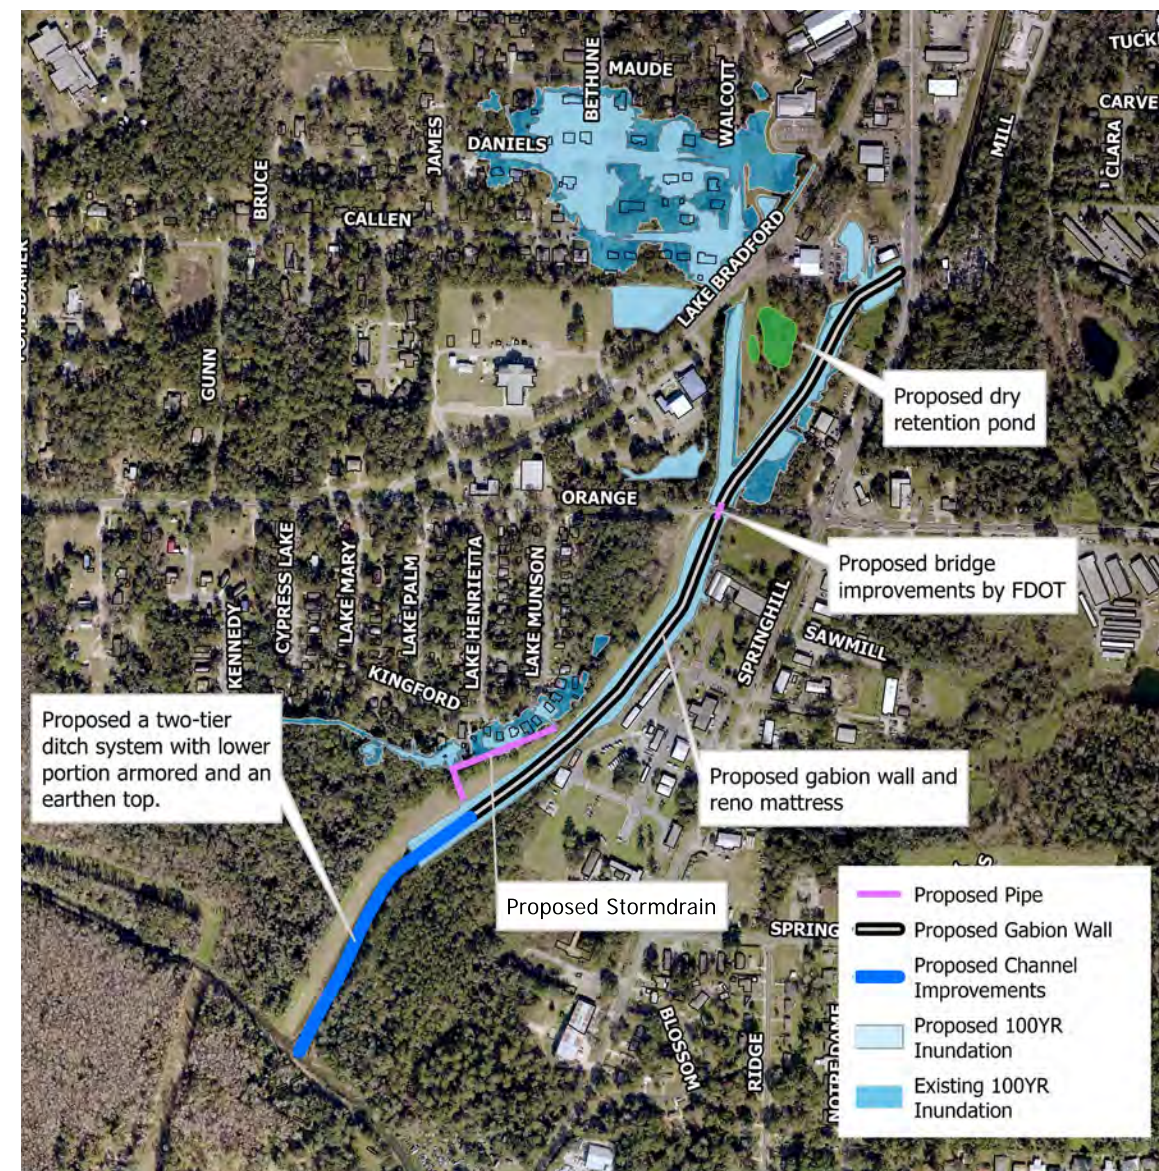 TUCK
MAUDE
BETHUNE
WALCOTT
CARVE
CLARA
MILL
JAMES
DANIELS
BRUCE
CALLEN
LAKE BRADFORD
GUNN
Proposed dry
retention pond
ORANGE
Proposed bridge
improvements by FDOT
CYPRESS LAKE
LAKE MARY
LAKE PALM
LAKE HENRIETTA
LAKE MUNSON
KENNEDY
KINGFORD
SPRINGHILL
SAWMILL
Proposed a two-tier
ditch system with lower
portion armored and an
earthen top.
Proposed gabion wall and
reno mattress
Proposed Stormdrain
SPRING
BLOSSOM
RIDGE
NOTRE DAME
Proposed Pipe
Proposed Gabion Wall
Proposed Channel
Improvements
Proposed 100YR
Inundation
Existing 100YR
Inundation